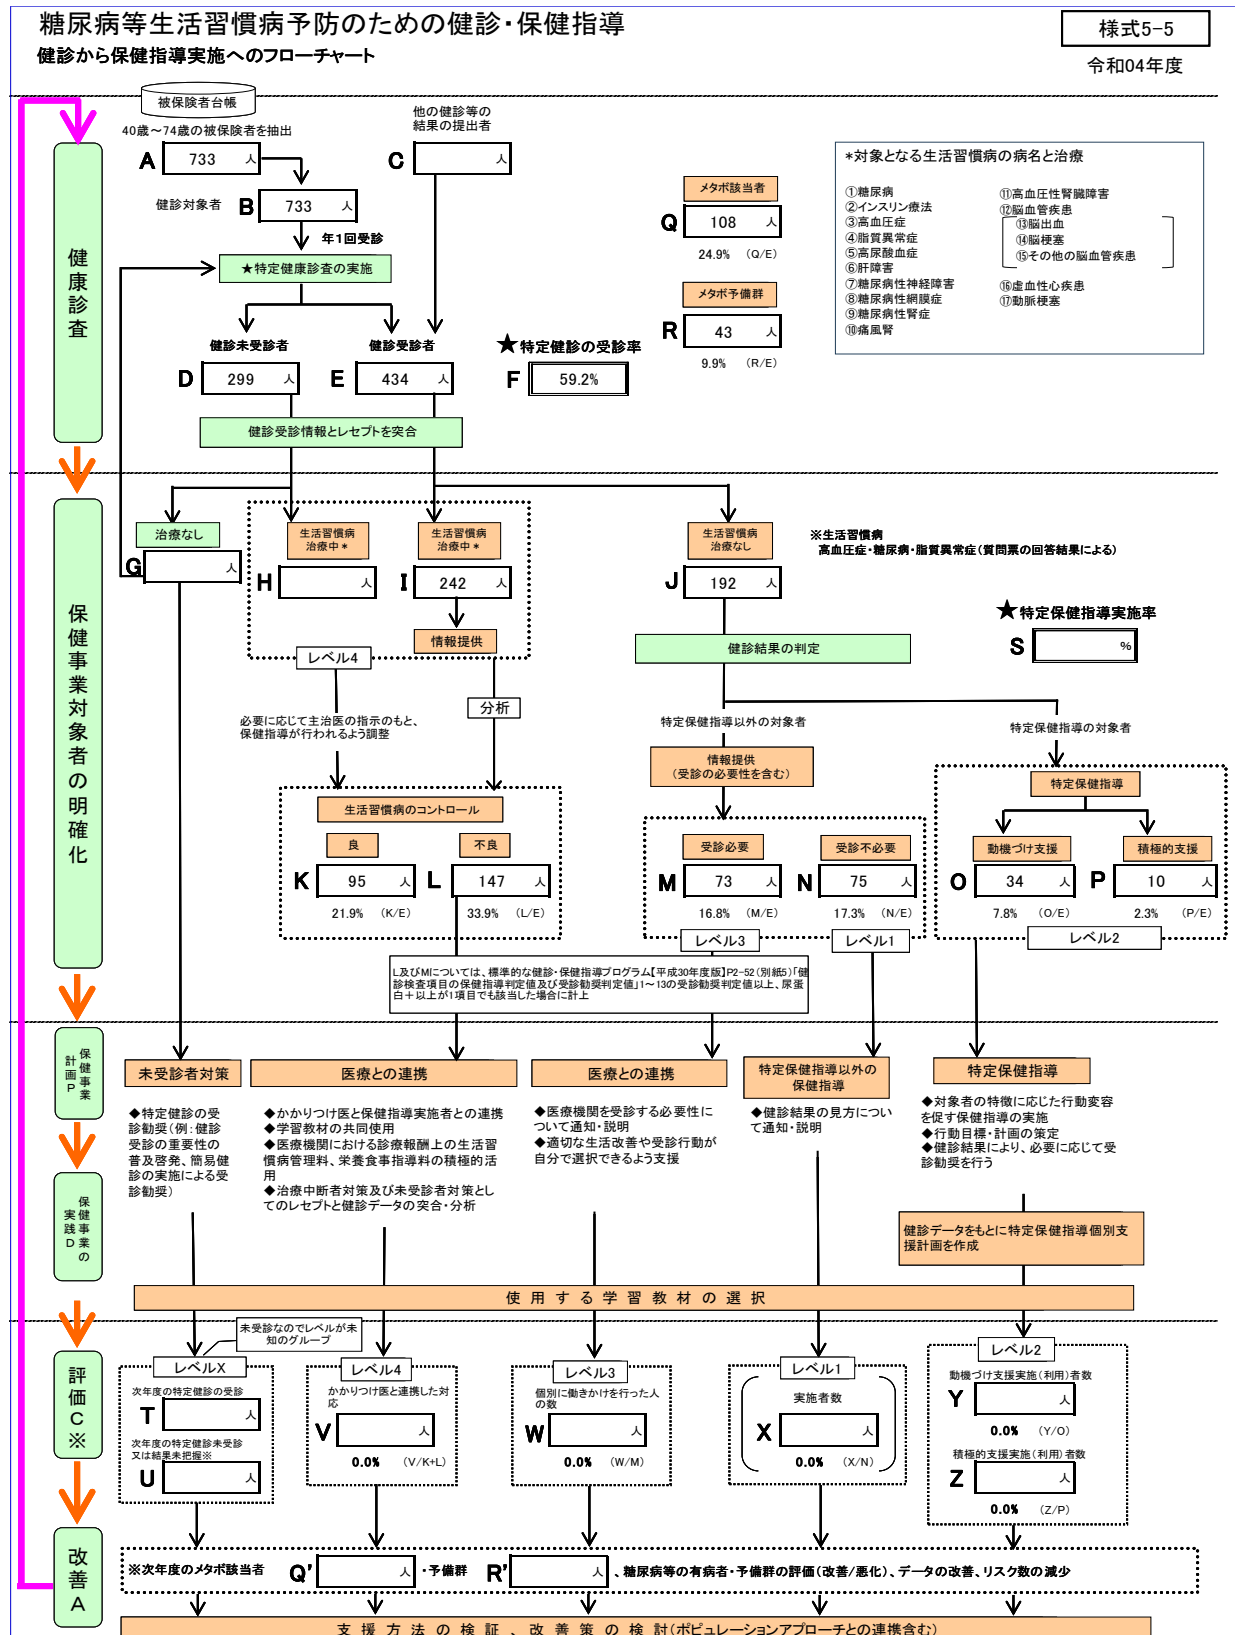 糖尿病等生活習慣病予防のための健診・保健指導
様式5-5
健診から保健指導実施へのフローチャート
令和04年度
被保険者台帳
40歳～74歳の被保険者を抽出
他の健診等の
結果の提出者
A 733 人
C 人
健診対象者 B 733 人
年1回受診
★特定健康診査の実施
健康診査
メタボ該当者
Q 108 人
24.9% (Q/E)
メタボ予備群
R 43 人
9.9% (R/E)
*対象となる生活習慣病の病名と治療
①糖尿病
②インスリン療法
③高血圧症
④脂質異常症
⑤高尿酸血症
⑥肝障害
⑦糖尿病性神経障害
⑧糖尿病性網膜症
⑨糖尿病性腎症
⑩痛風腎
⑪高血圧性腎臓障害
⑫脳血管疾患
⑬脳出血
⑭脳梗塞
⑮その他の脳血管疾患
⑯虚血性心疾患
⑰動脈梗塞
健診未受診者
健診受診者
★特定健診の受診率
D 299 人
E 434 人
F 59.2%
健診受診情報とレセプトを突合
保健事業対象者の明確化
治療なし
G 人
生活習慣病
治療中*
H 人
生活習慣病
治療中*
I 242 人
情報提供
レベル4
生活習慣病
治療なし
J 192 人
※生活習慣病
高血圧症・糖尿病・脂質異常症(質問票の回答結果による)
★特定保健指導実施率
S %
健診結果の判定
分析
必要に応じて主治医の指示のもと、
保健指導が行われるよう調整
特定保健指導以外の対象者
特定保健指導の対象者
情報提供
(受診の必要性を含む)
生活習慣病のコントロール
良
不良
K 95 人
L 147 人
21.9% (K/E)
33.9% (L/E)
受診必要
受診不必要
M 73 人
N 75 人
16.8% (M/E)
17.3% (N/E)
レベル3
レベル1
特定保健指導
動機づけ支援
積極的支援
O 34 人
P 10 人
7.8% (O/E)
2.3% (P/E)
レベル2
L及びMについては、標準的な健診・保健指導プログラム【平成30年度版】P2-52(別紙5)「健
診検査項目の保健指導判定値及び受診勧奨判定値」1～13の受診勧奨判定値以上、尿蛋
白＋以上が1項目でも該当した場合に計上
保健事業
計画P
未受診者対策
医療との連携
医療との連携
特定保健指導以外の
保健指導
特定保健指導
◆特定健診の受
診勧奨(例:健診
受診の重要性の
普及啓発、簡易健
診の実施による受
診勧奨)
◆かかりつけ医と保健指導実施者との連携
◆学習教材の共同使用
◆医療機関における診療報酬上の生活習
慣病管理料、栄養食事指導料の積極的活
用
◆治療中断者対策及び未受診者対策とし
てのレセプトと健診データの突合・分析
◆医療機関を受診する必要性に
ついて通知・説明
◆適切な生活改善や受診行動が
自分で選択できるよう支援
◆健診結果の見方につい
て通知・説明
◆対象者の特徴に応じた行動変容
を促す保健指導の実施
◆行動目標・計画の策定
◆健診結果により、必要に応じて受
診勧奨を行う
保健事業の
実践D
健診データをもとに特定保健指導個別支
援計画を作成
使用する学習教材の選択
評価C※
未受診なのでレベルが未
知のグループ
レベルX
次年度の特定健診の受診
T 人
次年度の特定健診未受診
又は結果未把握※
U 人
レベル4
かかりつけ医と連携した対
応
V 人
0.0% (V/K+L)
レベル3
個別に働きかけを行った人
の数
W 人
0.0% (W/M)
レベル1
実施者数
X 人
0.0% (X/N)
レベル2
動機づけ支援実施(利用)者数
Y 人
0.0% (Y/O)
積極的支援実施(利用)者数
Z 人
0.0% (Z/P)
改善A
※次年度のメタボ該当者 Q' 人 ・予備群 R' 人 、糖尿病等の有病者・予備群の評価(改善/悪化)、データの改善、リスク数の減少
支援方法の検証、改善策の検討(ポピュレーションアプローチとの連携含む)